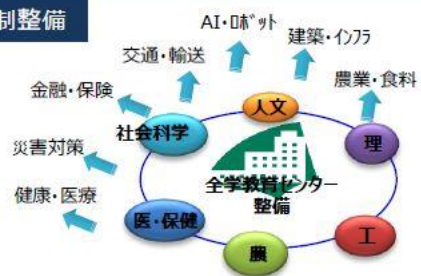 制整備
AI・ロボット
建築・インフラ
交通・輸送
農業・食料
金融・保険
人文
社会科学
理
災害対策
全学教育センター
整備
健康・医療
医・保健
工
農